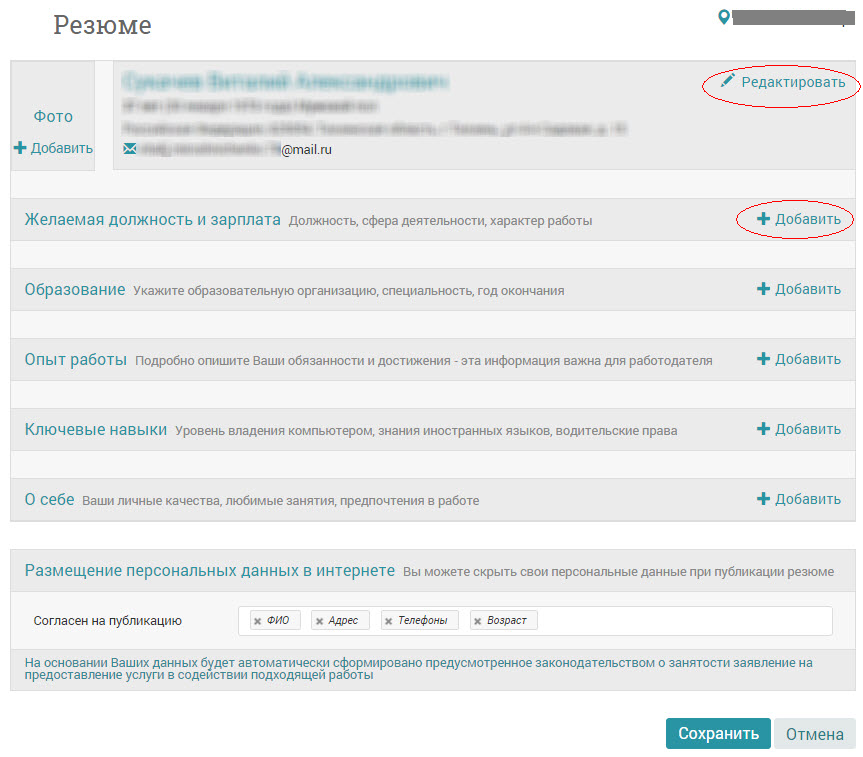 Резюме
Редактировать
Фото
Добавить
@mail.ru
Желаемая должность и зарплата Должность, сфера деятельности, характер работы Добавить
Образование Укажите образовательную организацию, специальность, год окончания Добавить
Опыт работы Подробно опишите Ваши обязанности и достижения - эта информация важна для работодателя Добавить
Ключевые навыки Уровень владения компьютером, знания иностранных языков, водительские права Добавить
О себе Ваши личные качества, любимые занятия, предпочтения в работе Добавить
Размещение персональных данных в интернете Вы можете скрыть свои персональные данные при публикации резюме
Согласен на публикацию ФИО Адрес Телефоны Возраст
На основании Ваших данных будет автоматически сформировано предусмотренное законодательством о занятости заявление на
предоставление услуги в содействии подходящей работы
Сохранить Отмена